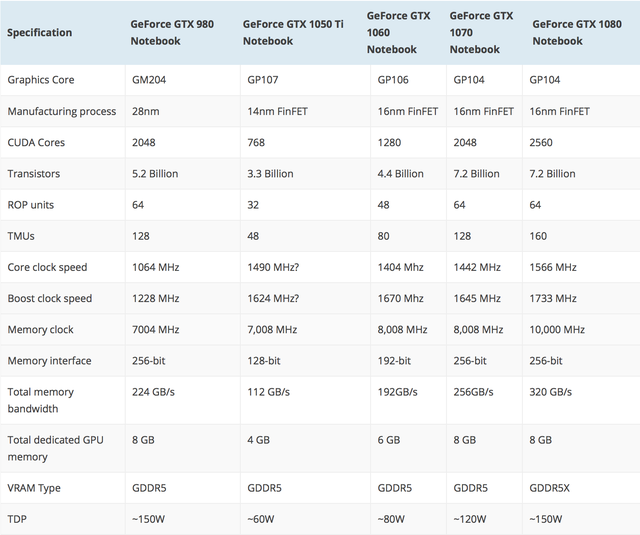 Specification GeForce GTX 980 Notebook GeForce GTX 1050 Ti Notebook GeForce GTX 1060 Notebook GeForce GTX 1070 Notebook GeForce GTX 1080 Notebook
Graphics Core GM204 GP107 GP106 GP104 GP104
Manufacturing process 28nm 14nm FinFET 16nm FinFET 16nm FinFET 16nm FinFET
CUDA Cores 2048 768 1280 2048 2560
Transistors 5.2 Billion 3.3 Billion 4.4 Billion 7.2 Billion 7.2 Billion
ROP units 64 32 48 64 64
TMUs 128 48 80 128 160
Core clock speed 1064 MHz 1490 MHz? 1404 Mhz 1442 MHz 1566 MHz
Boost clock speed 1228 MHz 1624 MHz? 1670 Mhz 1645 MHz 1733 MHz
Memory clock 7004 MHz 7,008 MHz 8,008 MHz 8,008 MHz 10,000 MHz
Memory interface 256-bit 128-bit 192-bit 256-bit 256-bit
Total memory bandwidth 224 GB/s 112 GB/s 192GB/s 256GB/s 320 GB/s
Total dedicated GPU memory 8 GB 4 GB 6 GB 8 GB 8 GB
VRAM Type GDDR5 GDDR5 GDDR5 GDDR5 GDDR5X
TDP ~150W ~60W ~80W ~120W ~150W